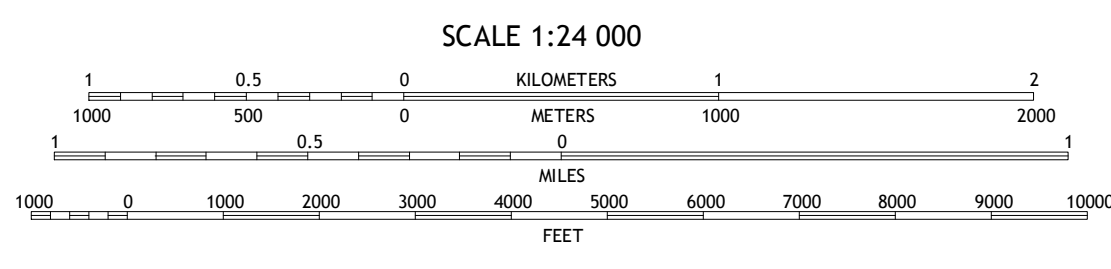 SCALE 1:24 000
1 0.5 0 KILOMETERS 1 2
1000 500 0 METERS 1000 2000
1 0.5 0 1
MILES
1000 0 1000 2000 3000 4000 5000 6000 7000 8000 9000 10000
FEET